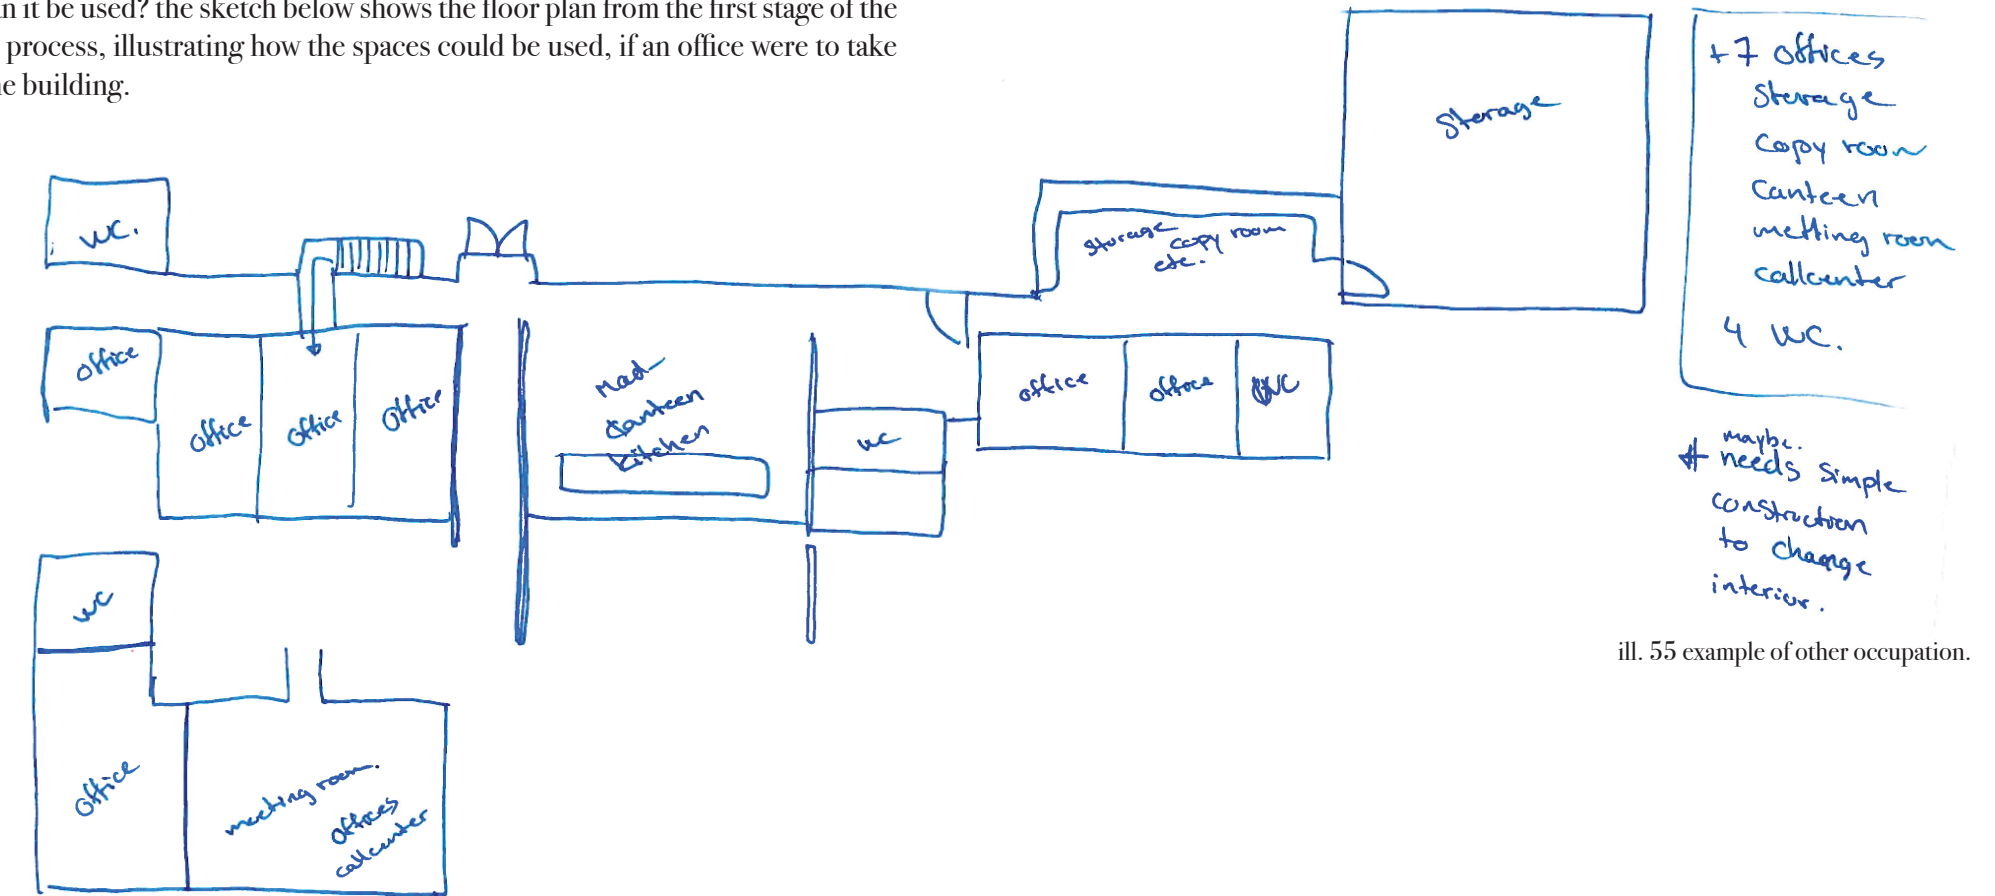 n it be used? the sketch below shows the floor plan from the first stage of the
process, illustrating how the spaces could be used, if an office were to take
e building.
WC.
Storage
+7 offices
Storage
Copy room
Canteen
metting room
callcenter
4 WC.
storage
copy room
etc.
office
office
office
office
Mad-
Canteen
kitchen
WC
office
office
WC
maybe.
needs simple
construction
to change
interior.
ill. 55 example of other occupation.
WC
office
meeting room.
offices
callcenter